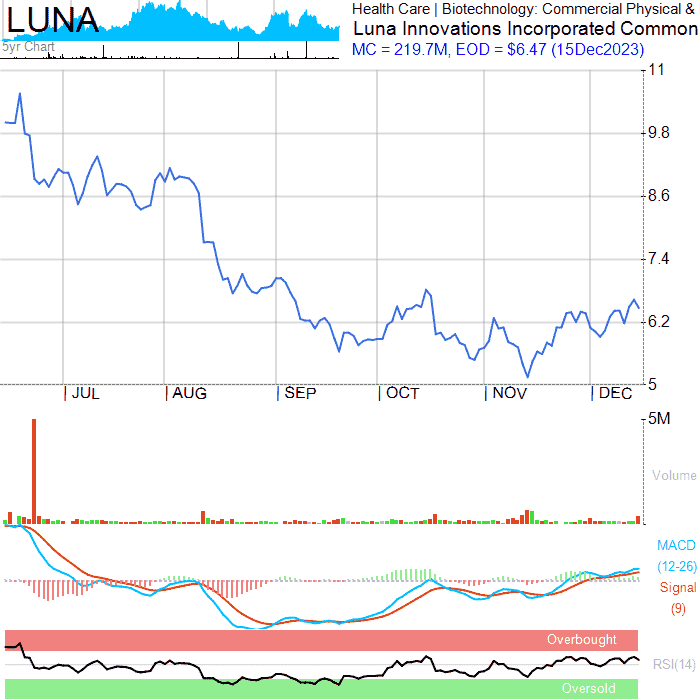 LUNA
5yr Chart
Health Care | Biotechnology: Commercial Physical &
Luna Innovations Incorporated Common
MC = 219.7M, EOD = $6.47 (15Dec2023)
11
9.8
8.6
7.4
6.2
5
JUL
AUG
SEP
OCT
NOV
DEC
5M
Volume
MACD
(12-26)
Signal
(9)
Overbought
RSI(14)
Oversold